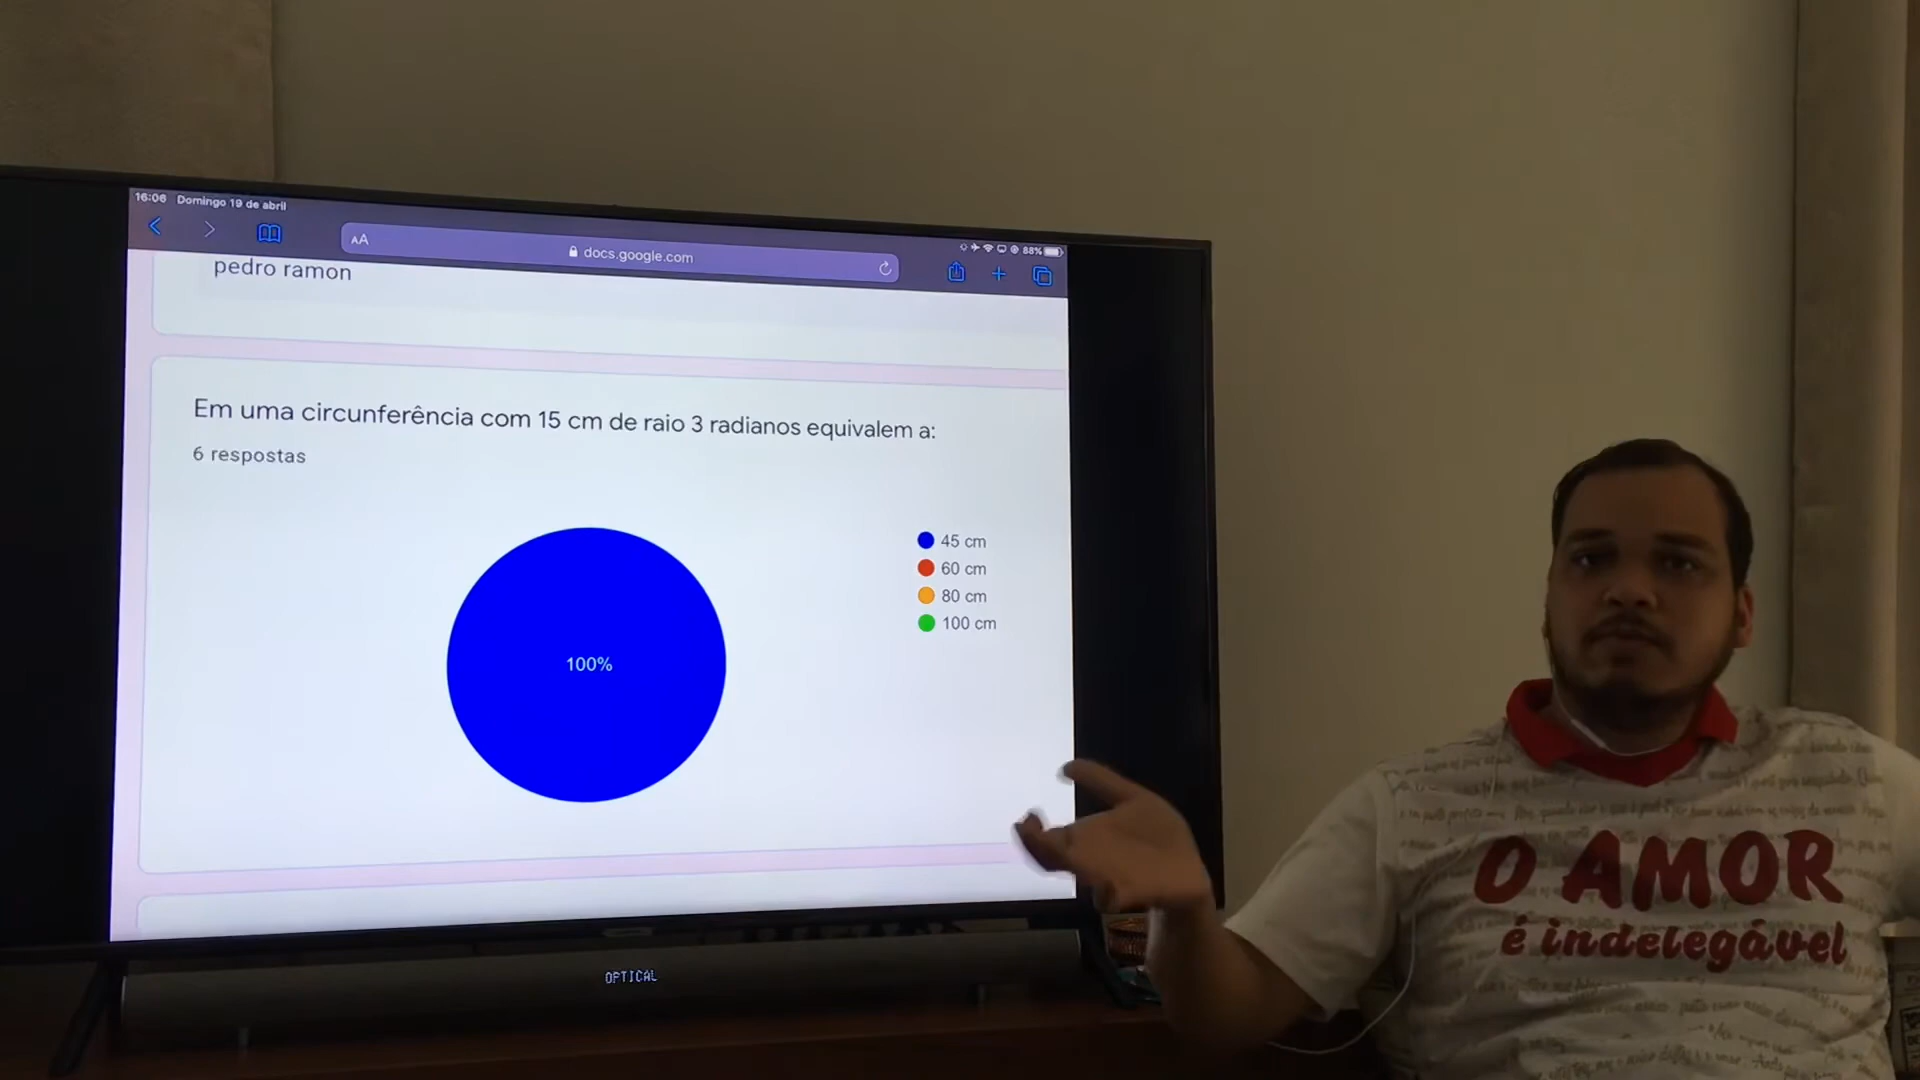 16:06 Domingo 19 de abril
88%
AA
docs.google.com
pedro ramon
Em uma circunferência com 15 cm de raio 3 radianos equivalem a:
6 respostas
45 cm
60 cm
80 cm
100 cm
100%
OPTICAL
O AMOR
é indelegável